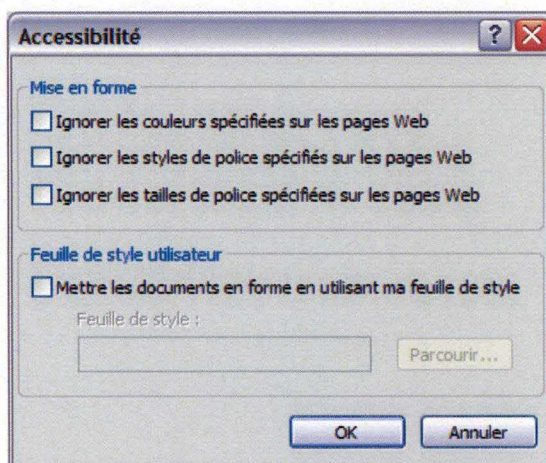 Accessibilité
Mise en forme
Ignorer les couleurs spécifiées sur les pages Web
Ignorer les styles de police spécifiés sur les pages Web
Ignorer les tailles de police spécifiées sur les pages Web
Feuille de style utilisateur
Mettre les documents en forme en utilisant ma feuille de style
Feuille de style :
Parcourir...
OK Annuler